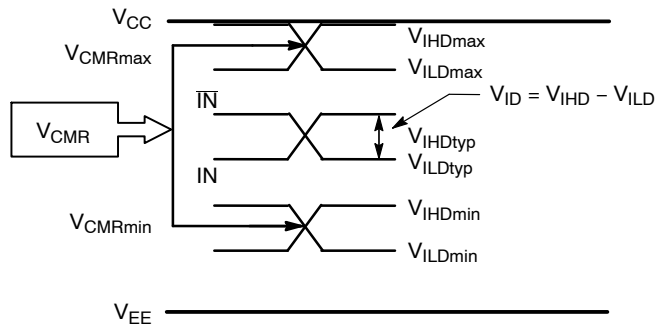 VCC
VIHDmax
VCMRmax
VILDmax
IN
VID = VIHD − VILD
VCMR
VIHDtyp
VILDtyp
IN
VIHDmin
VCMRmin
VILDmin
VEE